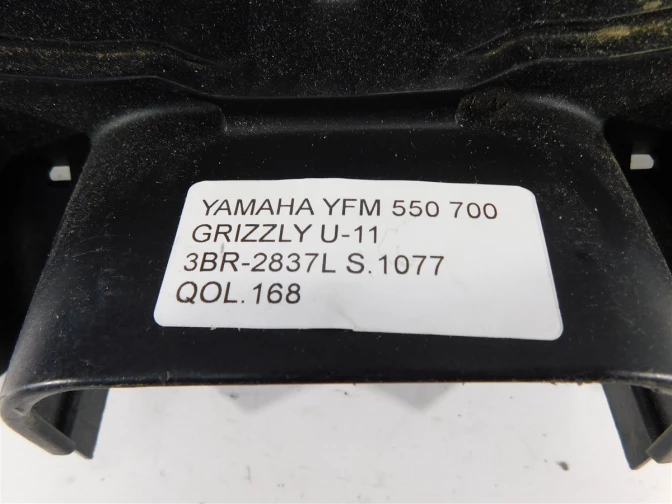 YAMAHA YFM 550 700
GRIZZLY U-11
3BR-2837L S.1077
QOL.168